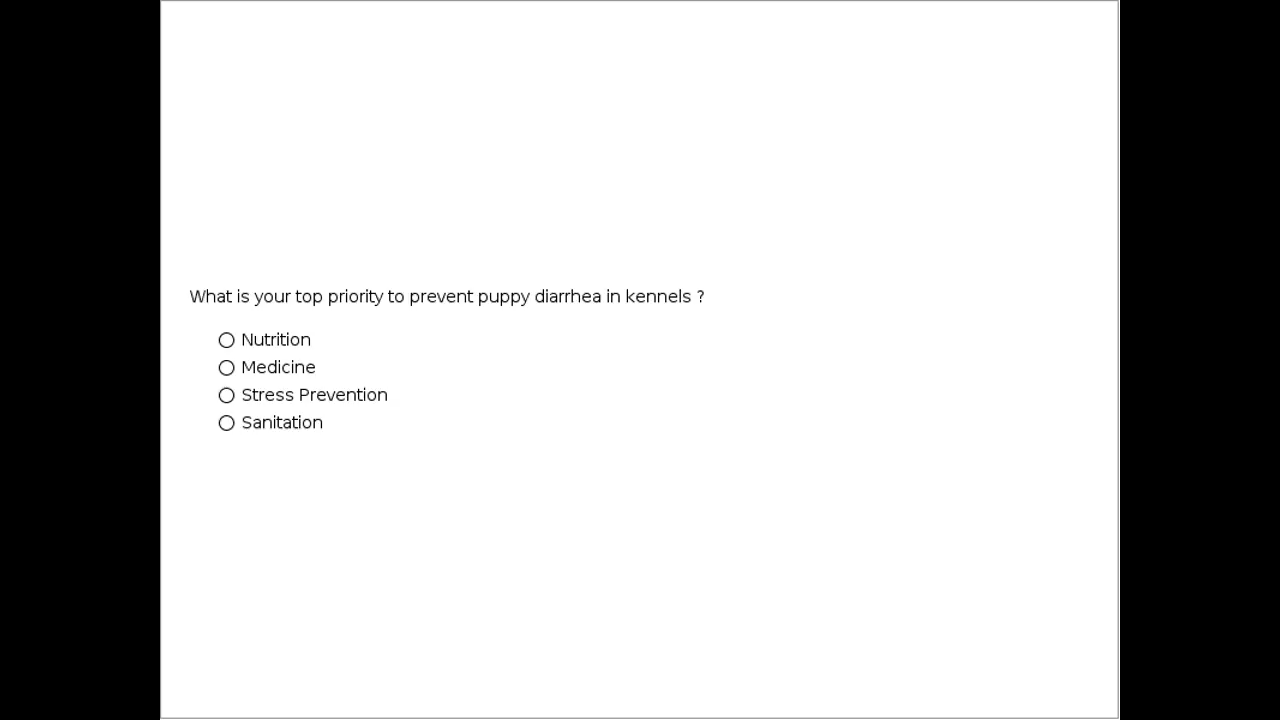 What is your top priority to prevent puppy diarrhea in kennels ?
Nutrition
Medicine
Stress Prevention
Sanitation